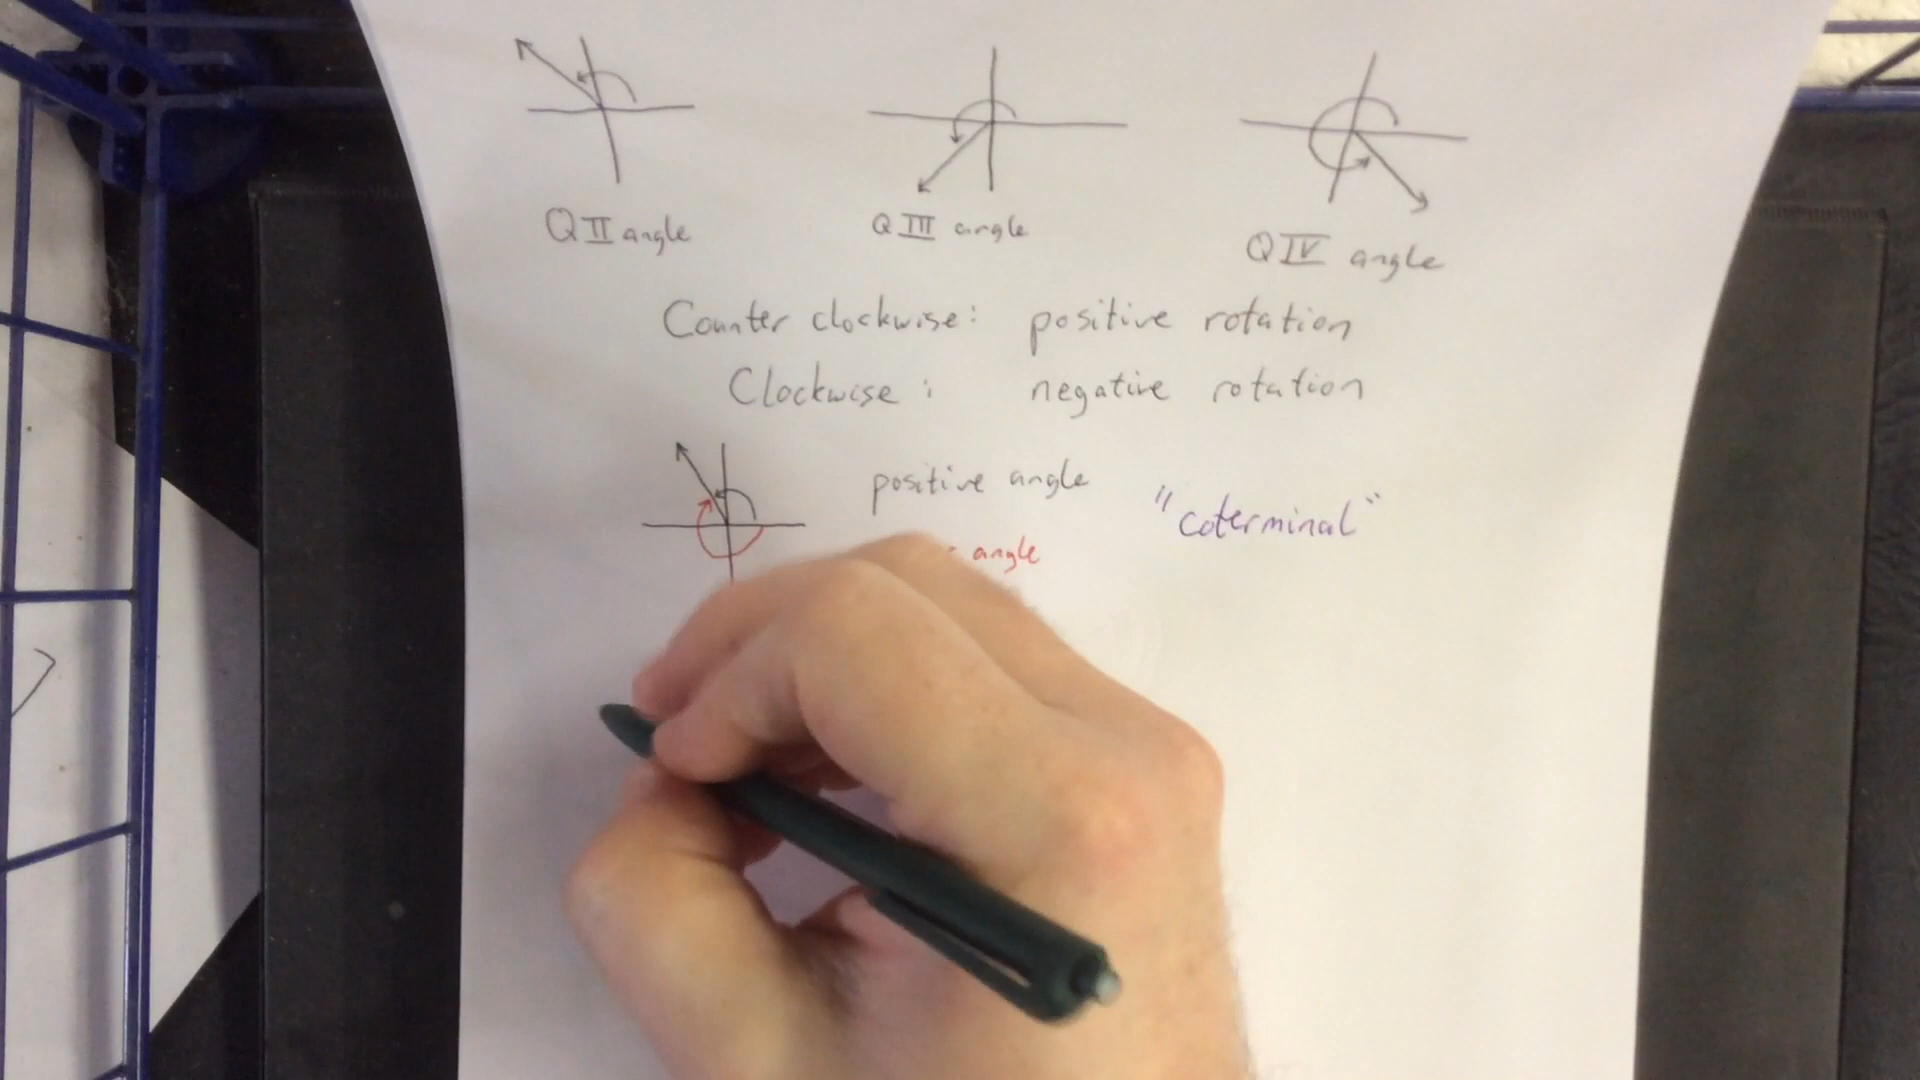 QII angle
QIII angle
QIV angle
Counter clockwise: positive rotation
Clockwise: negative rotation
positive angle
"coterminal"
angle